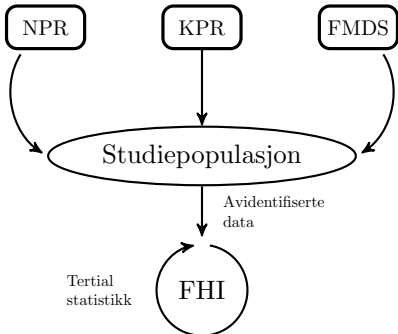 NPR
KPR
FMDS
Studiepopulasjon
Avidentifiserte
data
Tertial
statistikk
FHI